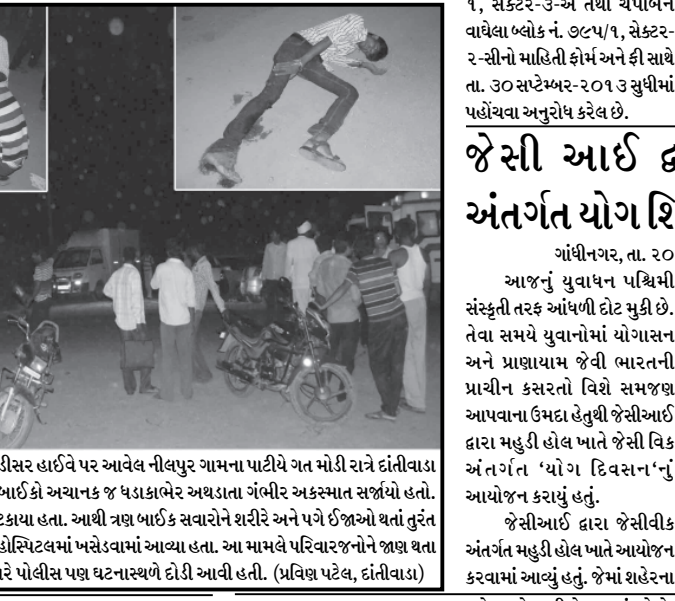 ડીસર હાઈવે પર આવેલ નીલપુર ગામના પાટીયે ગત મોડી રાત્રે દાંતીવાડા
બાઈકો અચાનક જ ધડાકાભેર અથડાતા ગંભીર અકસ્માત સર્જાયો હતો.
ટકાયા હતા. આથી ત્રણ બાઈક સવારોને શરીરે અને પગે ઈજાઓ થતાં તુરંત
હોસ્પિટલમાં ખસેડવામાં આવ્યા હતા. આ મામલે પરિવારજનોને જાણ થતા
રે પોલીસ પણ ઘટનાસ્થળે દોડી આવી હતી. (પ્રવિણ પટેલ, દાંતીવાડા)
૧, સેક્ટર-૩-અ તથા ચંપાબેન
વાઘેલા બ્લોક નં. ૭૯૫/૧, સેક્ટર-
૨-સીનો માહિતી ફોર્મ અને ફી સાથે
તા. ૩૦ સપ્ટેમ્બર-૨૦૧૩ સુધીમાં
પહોંચવા અનુરોધ કરેલ છે.
જેસી આઈ દ્વા
અંતર્ગત યોગ શિ
ગાંધીનગર, તા. ૨૦
આજનું યુવાધન પશ્ચિમી
સંસ્કૃતી તરફ આંધળી દોટ મુકી છે.
તેવા સમયે યુવાનોમાં યોગાસન
અને પ્રાણાયામ જેવી ભારતની
પ્રાચીન કસરતો વિશે સમજણ
આપવાના ઉમદા હેતુથી જેસીઆઈ
દ્વારા મહુડી હોલ ખાતે જેસી વિક
અંતર્ગત ‘યોગ દિવસન‘નું
આયોજન કરાયું હતું.
જેસીઆઈ દ્વારા જેસીવીક
અંતર્ગત મહુડી હોલ ખાતે આયોજન
કરવામાં આવ્યું હતું. જેમાં શહેરના